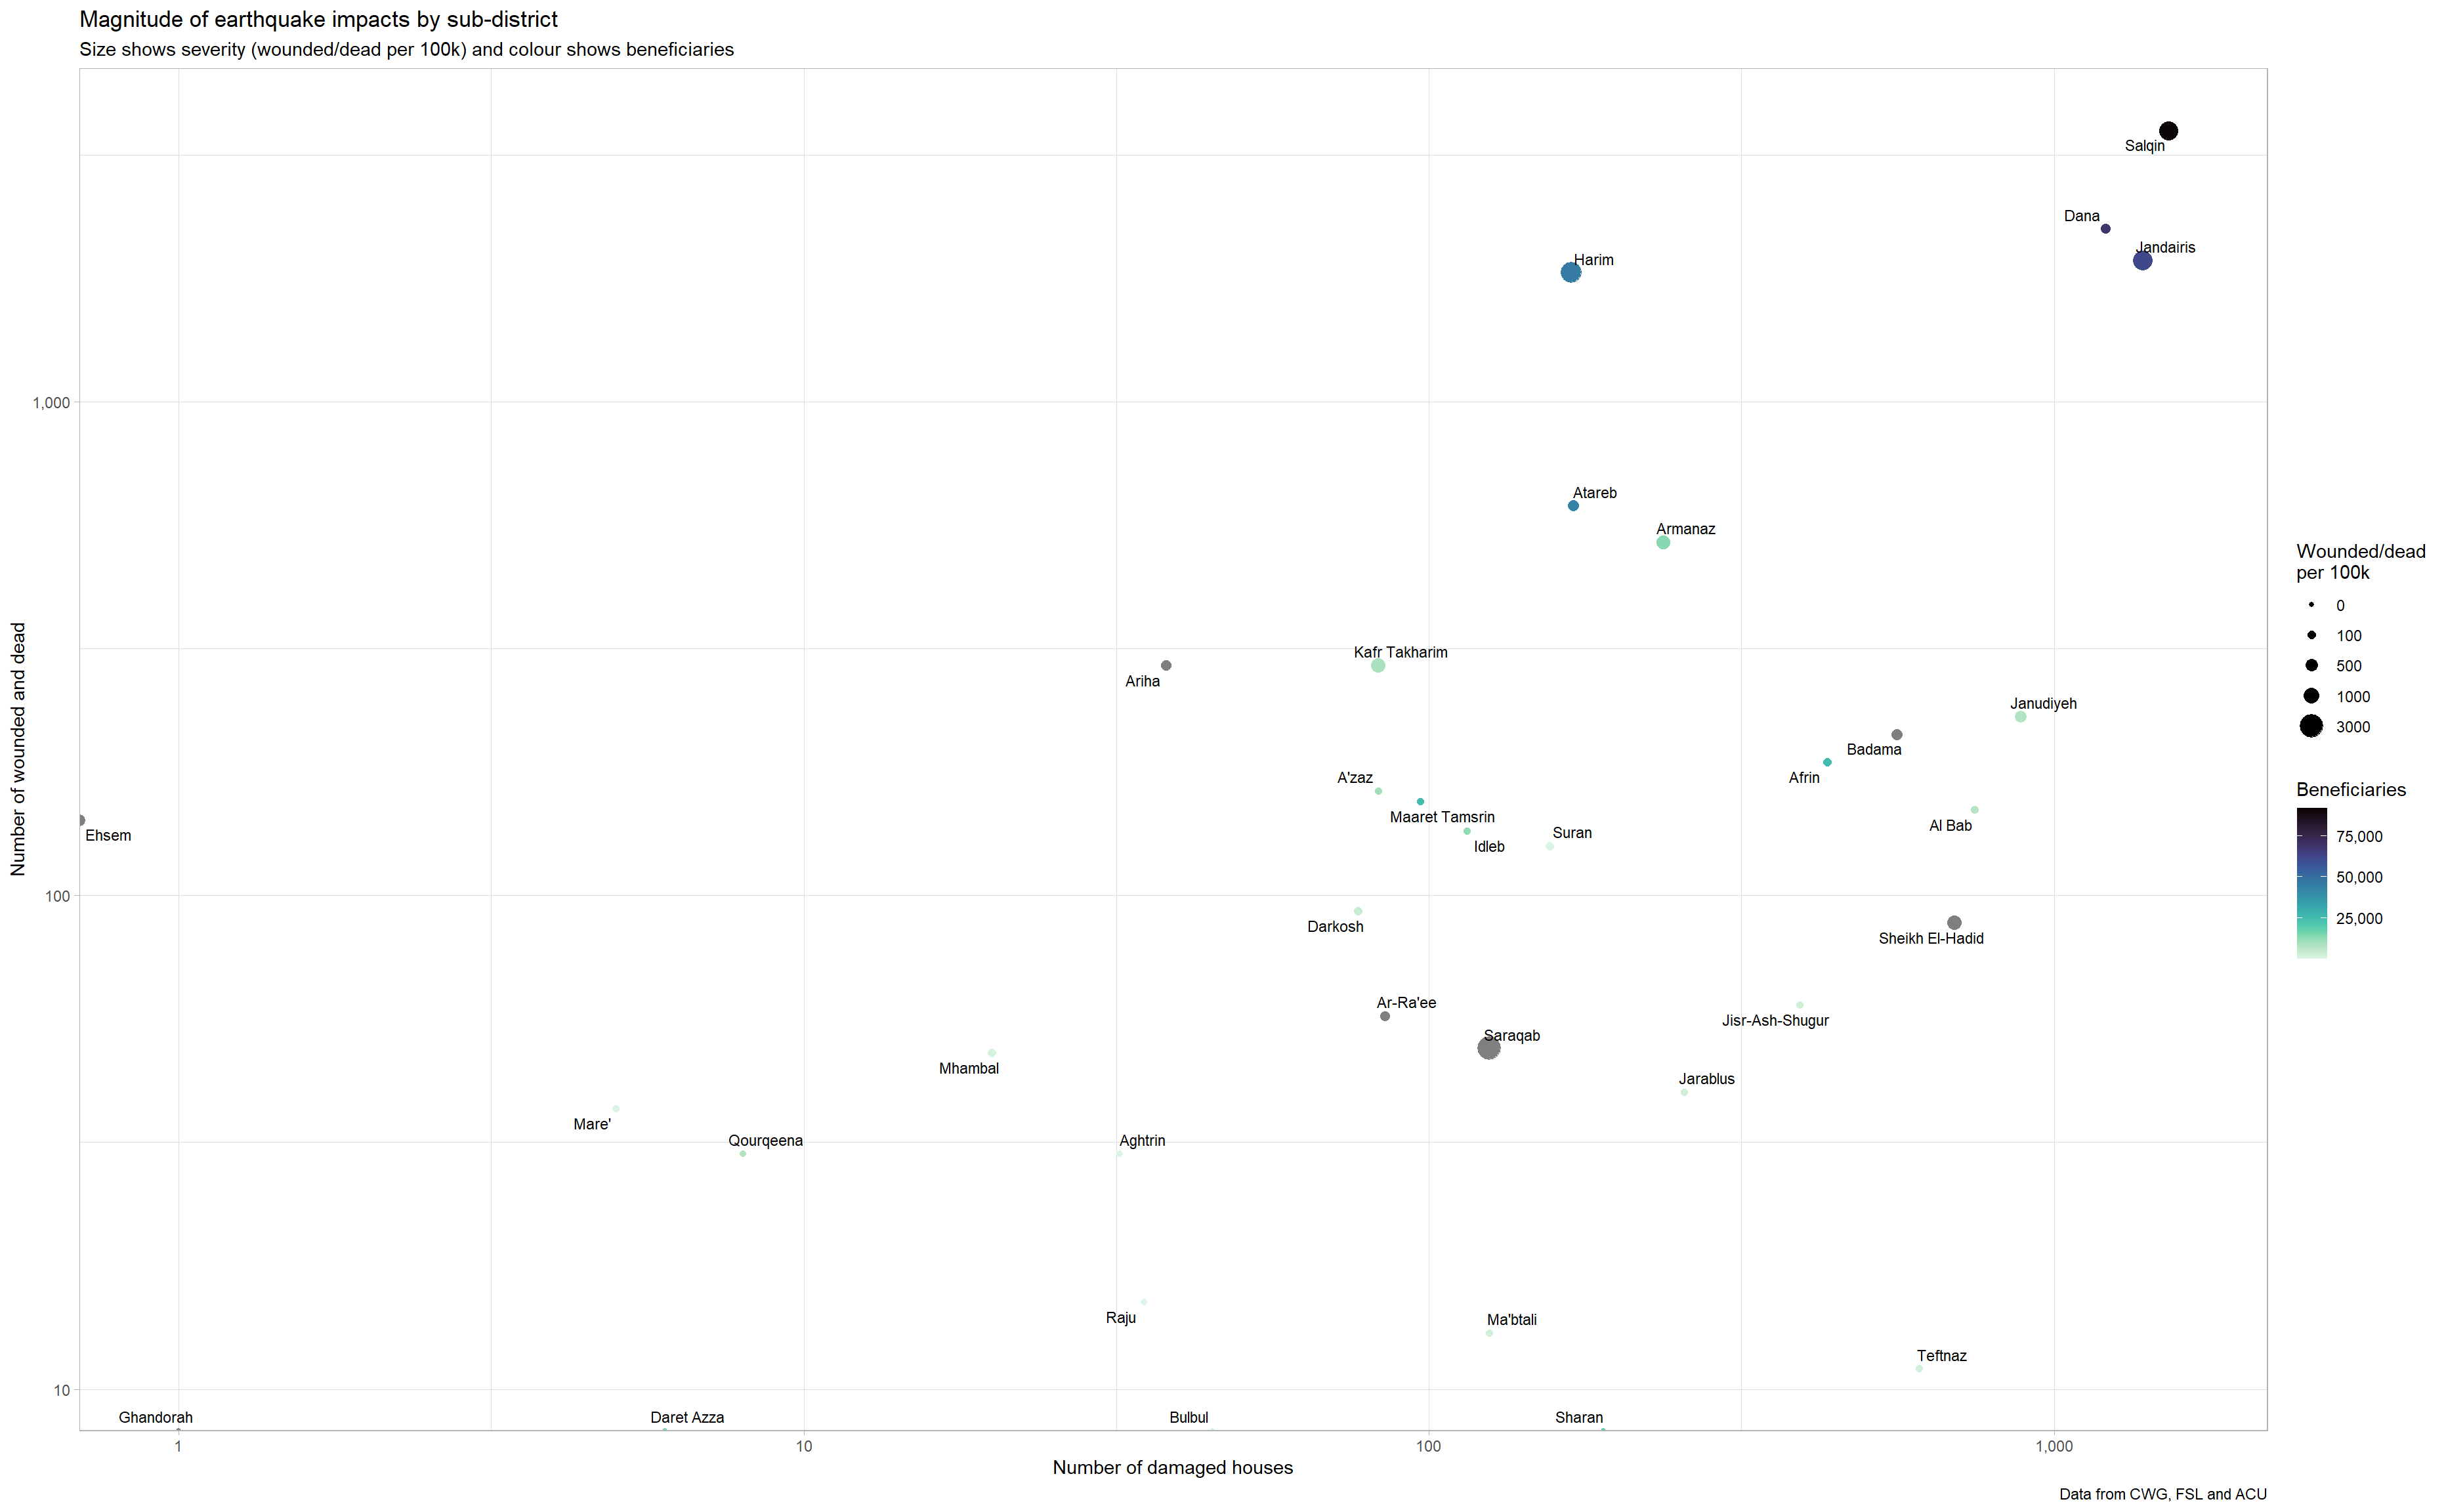 Magnitude of earthquake impacts by sub-district
Size shows severity (wounded/dead per 100k) and colour shows beneficiaries
Salqin
Dana
Jandairis
Harim
1,000
Atareb
Armanaz
Wounded/dead
per 100k
0
100
500
1000
3000
Number of wounded and dead
Kafr Takharim
Ariha
Janudiyeh
Badama
Afrin
A'zaz
Maaret Tamsrin
Al Bab
Ehsem
Suran
Idleb
Beneficiaries
75,000
50,000
25,000
100
Darkosh
Sheikh El-Hadid
Ar-Ra'ee
Jisr-Ash-Shugur
Saraqab
Mhambal
Jarablus
Mare'
Qourqeena
Aghtrin
Raju
Ma'btali
Teftnaz
10
Ghandorah
Daret Azza
Bulbul
Sharan
1
10
100
1,000
Number of damaged houses
Data from CWG, FSL and ACU